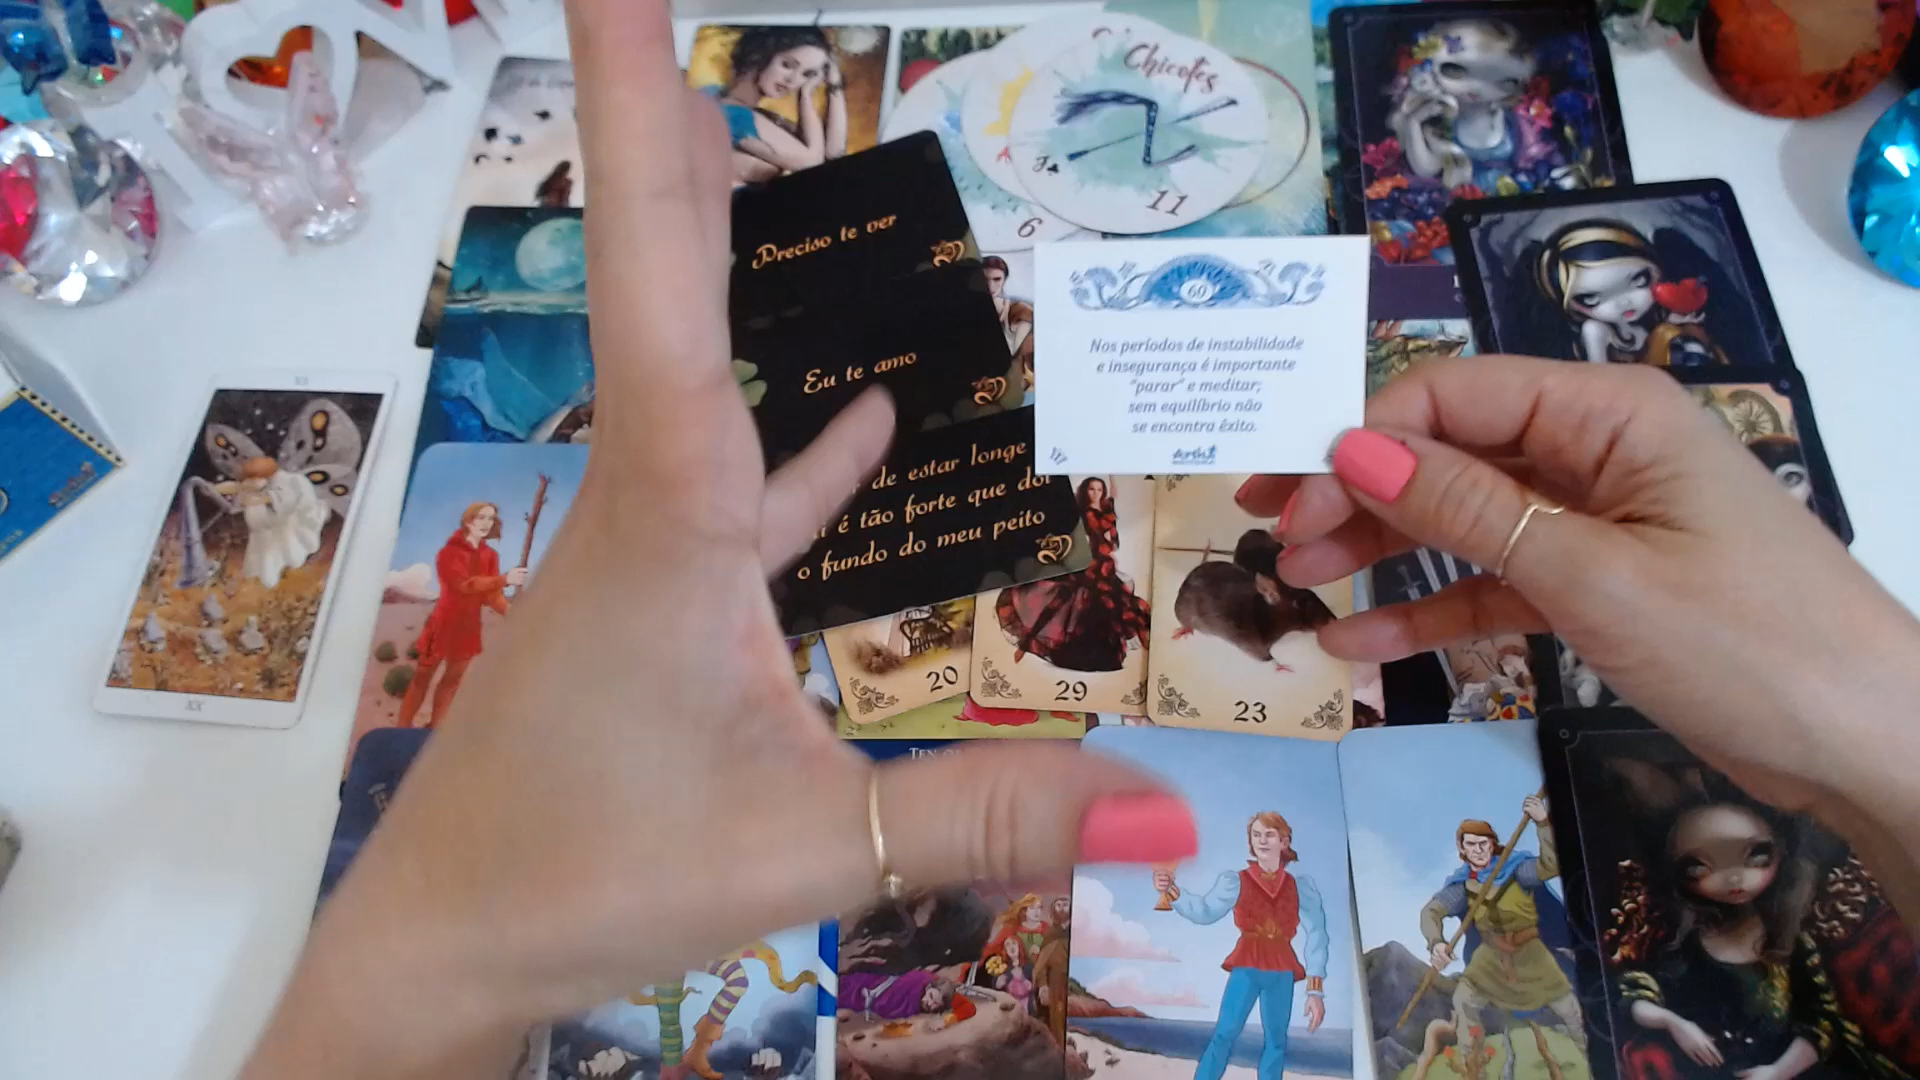 Chicotes
J♣
11
6
Preciso te ver
Eu te amo
de estar longe
é tão forte que dói
o fundo do meu peito
60
Nos períodos de instabilidade
e insegurança é importante
"parar" e meditar;
sem equilíbrio não
se encontra êxito.
20
29
23
XX
TEN